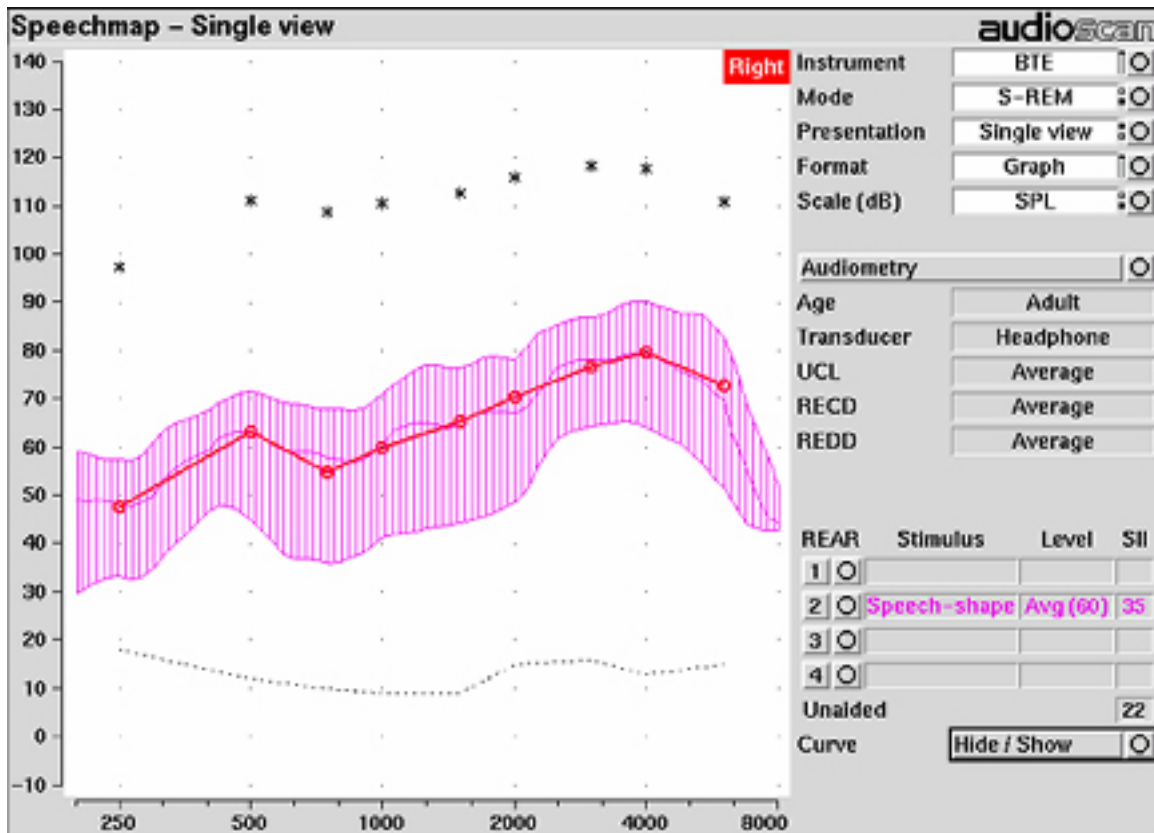 Speechmap – Single view
audioscan
140
130
120
110
100
90
80
70
60
50
40
30
20
10
0
-10
250 500 1000 2000 4000 8000
Right
Instrument BTE
Mode S-REM
Presentation Single view
Format Graph
Scale (dB) SPL
Audiometry
Age Adult
Transducer Headphone
UCL Average
RECD Average
REDD Average
REAR Stimulus Level SII
1
2 Speech-shape Avg (60) 35
3
4
Unaided 22
Curve Hide / Show